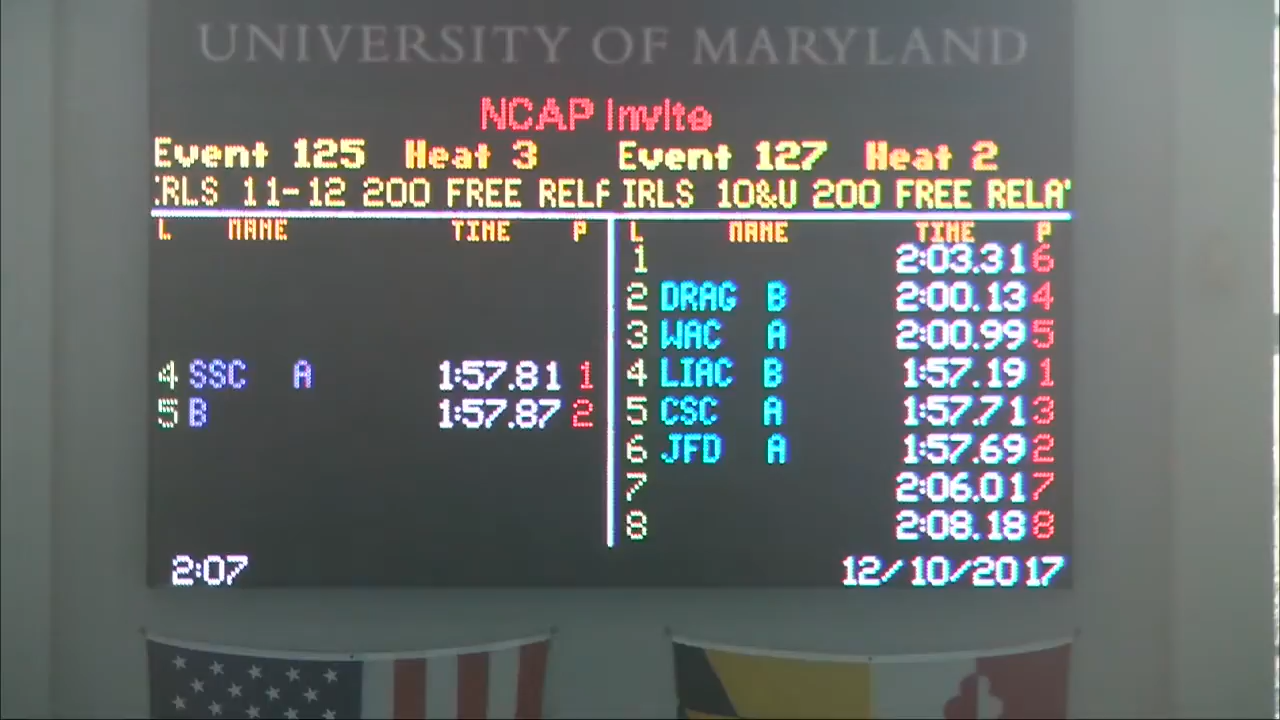 UNIVERSITY OF MARYLAND
NCAP Invite
Event 125 Heat 3
RLS 11-12 200 FREE REL
L NAME TIME P
4 SSC A 1:57.81 1
5 B 1:57.87 2
Event 127 Heat 2
IRLS 10&U 200 FREE RELA
L NAME TIME P
1 2:03.31 6
2 DRAG B 2:00.13 4
3 WAC A 2:00.99 5
4 LIAC B 1:57.19 1
5 CSC A 1:57.71 3
6 JFD A 1:57.69 2
7 2:06.01 7
8 2:08.18 8
2:07
12/10/2017